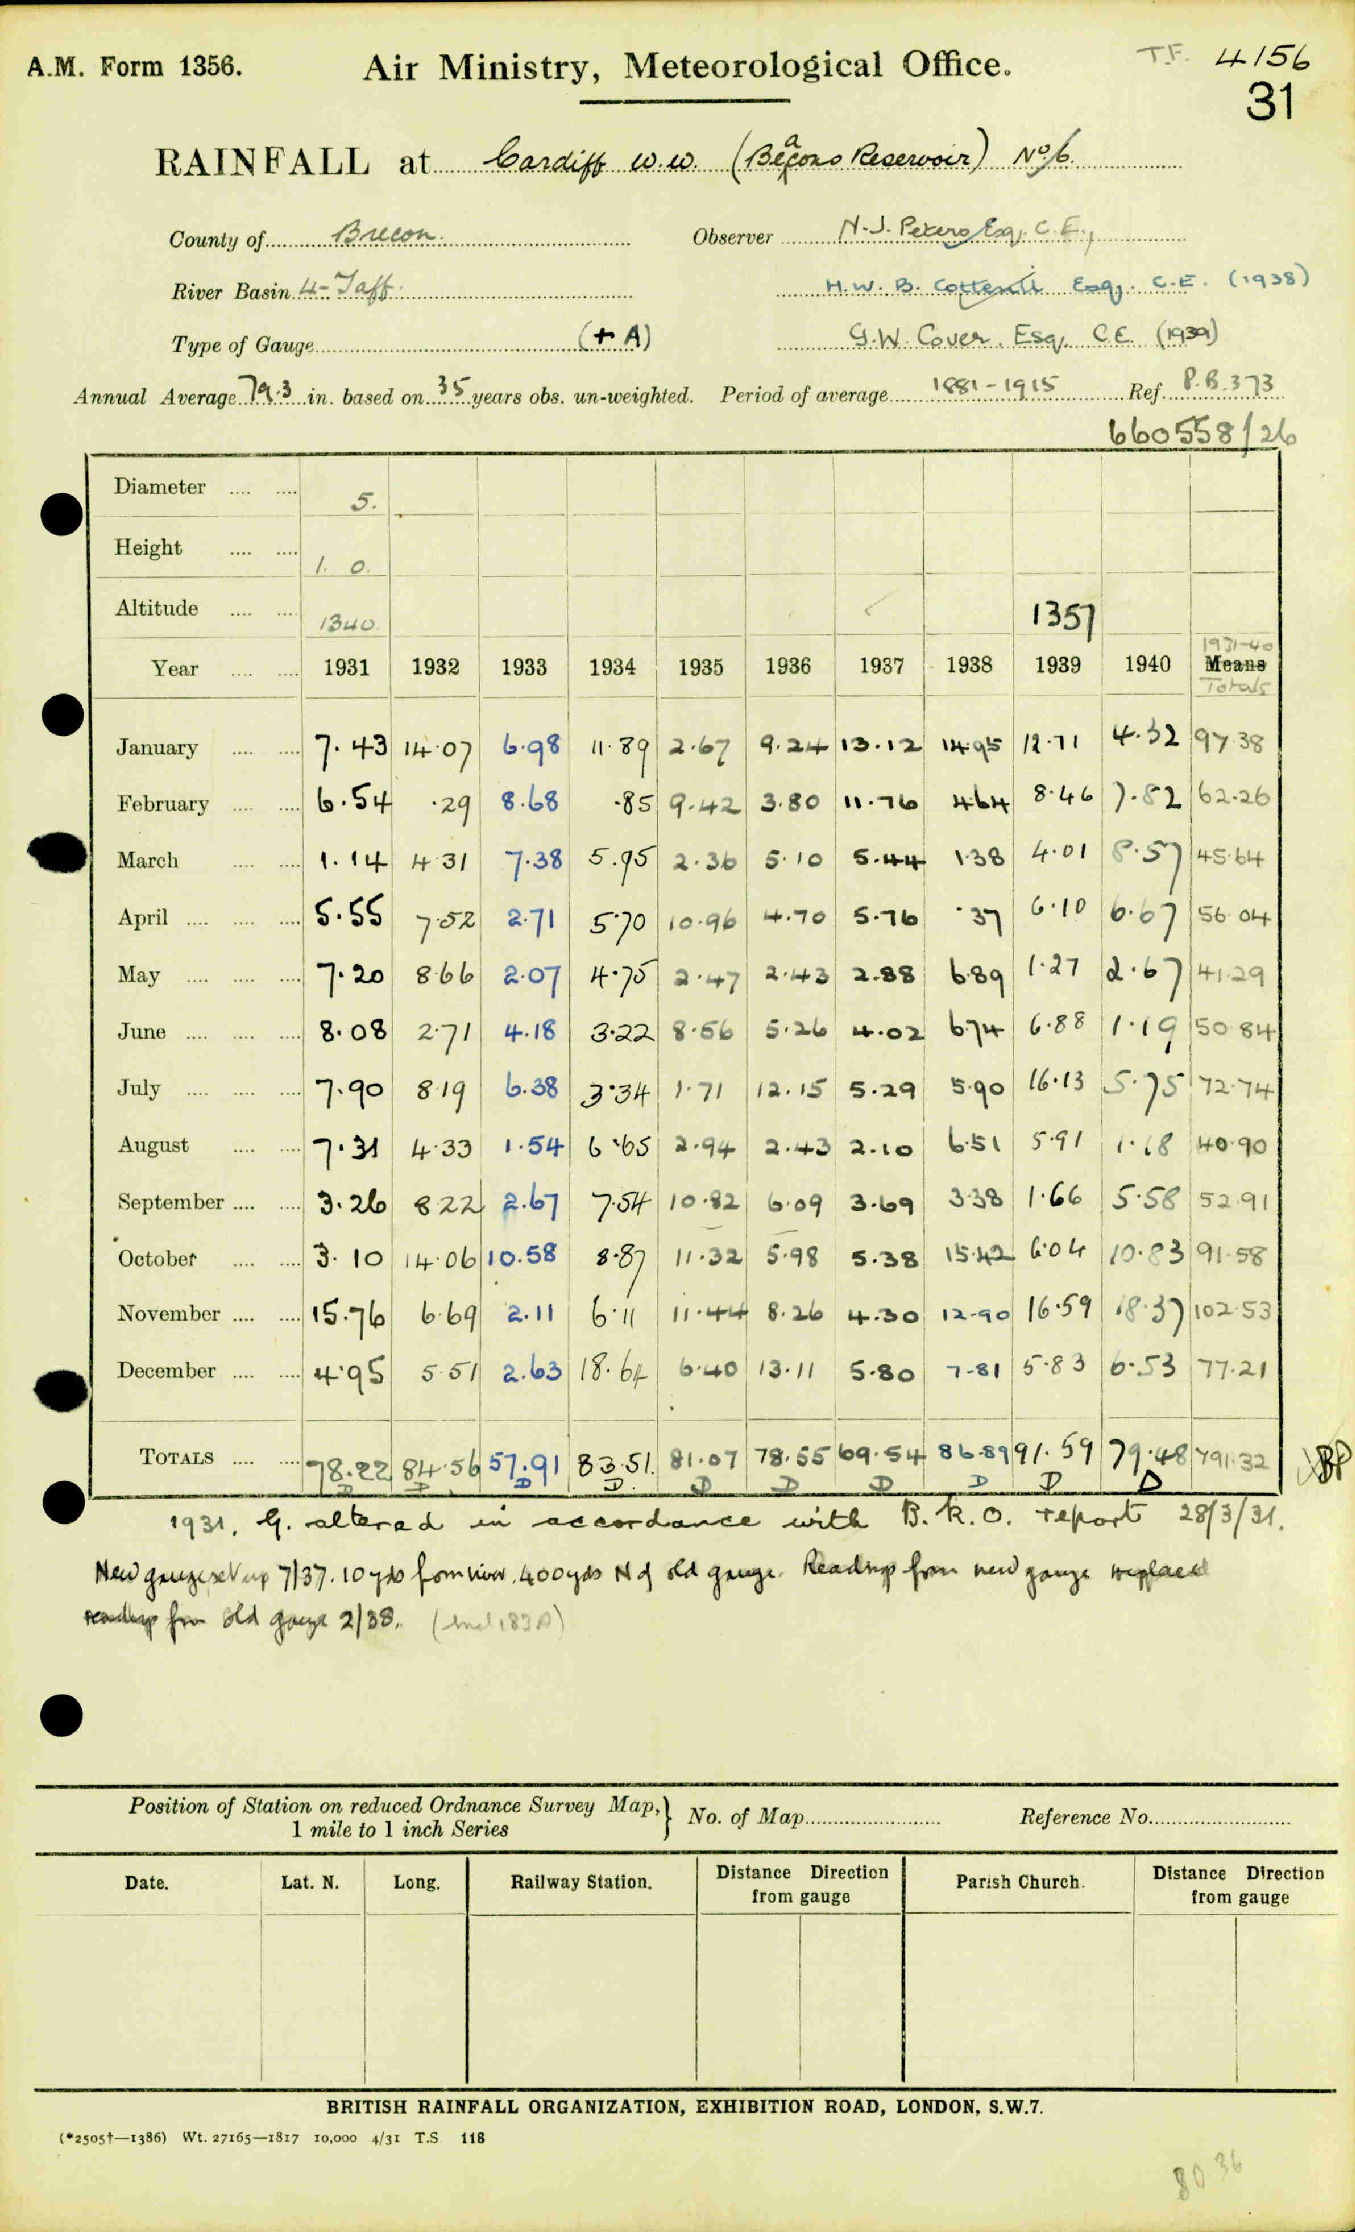 A.M. Form 1356. Air Ministry, Meteorological Office. T.F. 4156
31
RAINFALL at Cardiff W.W. (Beacons Reservoir) No 6.
County of Brecon. Observer N.J. Peters Esq. C.E.,
River Basin 4-Taff. H.W.B. Cottenti Esq. C.E. (1938)
Type of Gauge (+ A) G.W. Cover. Esq. C.E. (1939)
Annual Average 79.3 in. based on 35 years obs. un-weighted. Period of average 1881-1915 Ref. P.B. 373
660558/26
Diameter .... .... 5.
Height .... .... 1. 0.
Altitude .... .... 1340. 1357
1931-40
Year .... .... 1931 1932 1933 1934 1935 1936 1937 1938 1939 1940 Means
Totals
January .... .... 7.43 14.07 6.98 11.89 2.67 9.24 13.12 14.95 12.71 4.32 97.38
February .... .... 6.54 .29 8.68 .85 9.42 3.80 11.76 4.64 8.46 7.82 62.26
March .... .... 1.14 4.31 7.38 5.95 2.36 5.10 5.44 1.38 4.01 8.57 45.64
April .... .... .... 5.55 7.52 2.71 5.70 10.96 4.70 5.76 .37 6.10 6.67 56.04
May .... .... .... 7.20 8.66 2.07 4.75 2.47 2.43 2.88 6.89 1.27 2.67 41.29
June .... .... .... 8.08 2.71 4.18 3.22 8.56 5.26 4.02 6.74 6.88 1.19 50.84
July .... .... .... 7.90 8.19 6.38 3.34 1.71 12.15 5.29 5.90 16.13 5.75 72.74
August .... .... 7.31 4.33 1.54 6.65 2.94 2.43 2.10 6.51 5.91 1.18 40.90
September .... .... 3.26 8.22 2.67 7.54 10.82 6.09 3.69 3.38 1.66 5.58 52.91
October .... .... 3.10 14.06 10.58 8.87 11.32 5.98 5.38 15.42 6.04 10.83 91.58
November .... .... 15.76 6.69 2.11 6.11 11.44 8.26 4.30 12.90 16.59 18.37 102.53
December .... .... 4.95 5.51 2.63 18.64 6.40 13.11 5.80 7.81 5.83 6.53 77.21
TOTALS .... .... 78.22 84.56 57.91 83.51. 81.07 78.55 69.54 86.89 91.59 79.48 791.32 BP
D D D D. D D D D D D
1931. G. altered in accordance with B.R.O. report 28/3/31.
New gauge set up 7/37. 10 yds from river. 400 yds N of old gauge. Readings from new gauge replaced
readings from old gauge 2/38.
Position of Station on reduced Ordnance Survey Map, } No. of Map Reference No.
1 mile to 1 inch Series
Date. Lat. N. Long. Railway Station. Distance Direction from gauge Parish Church. Distance Direction from gauge
BRITISH RAINFALL ORGANIZATION, EXHIBITION ROAD, LONDON, S.W.7.
(*2505†—1386) Wt. 27165—1817 10,000 4/31 T.S. 118
80.36